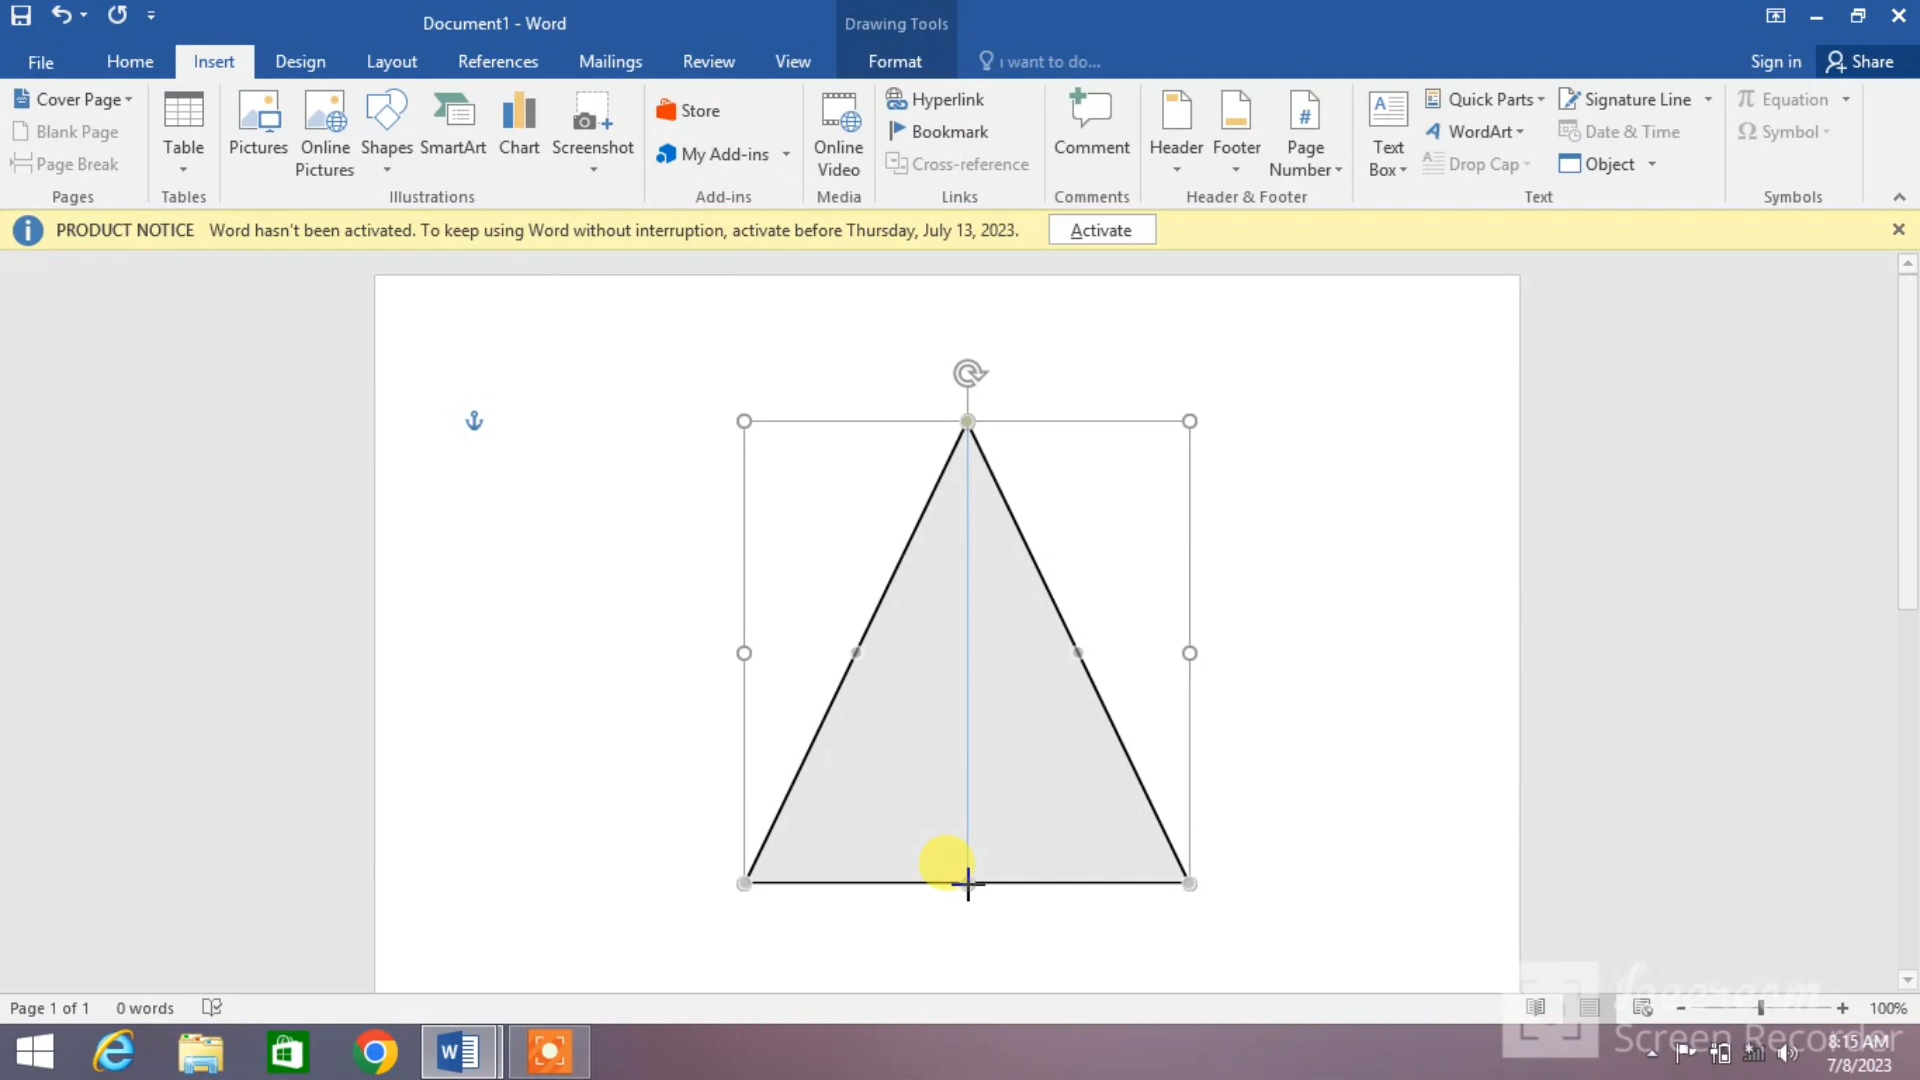 Document1 - Word
Drawing Tools
File Home Insert Design Layout References Mailings Review View Format I want to do... Sign in Share
Cover Page
Blank Page
Page Break
Pages
Table
Tables
Pictures
Online Pictures
Shapes
SmartArt
Chart
Screenshot
Illustrations
Store
My Add-ins
Add-ins
Online Video
Media
Hyperlink
Bookmark
Cross-reference
Links
Comment
Comments
Header
Footer
Page Number
Header & Footer
Text Box
Quick Parts
WordArt
Drop Cap
Signature Line
Date & Time
Object
Text
Equation
Symbol
Symbols
PRODUCT NOTICE Word hasn't been activated. To keep using Word without interruption, activate before Thursday, July 13, 2023. Activate
Page 1 of 1 0 words 100%
Screen Recorder
8:15 AM
7/8/2023